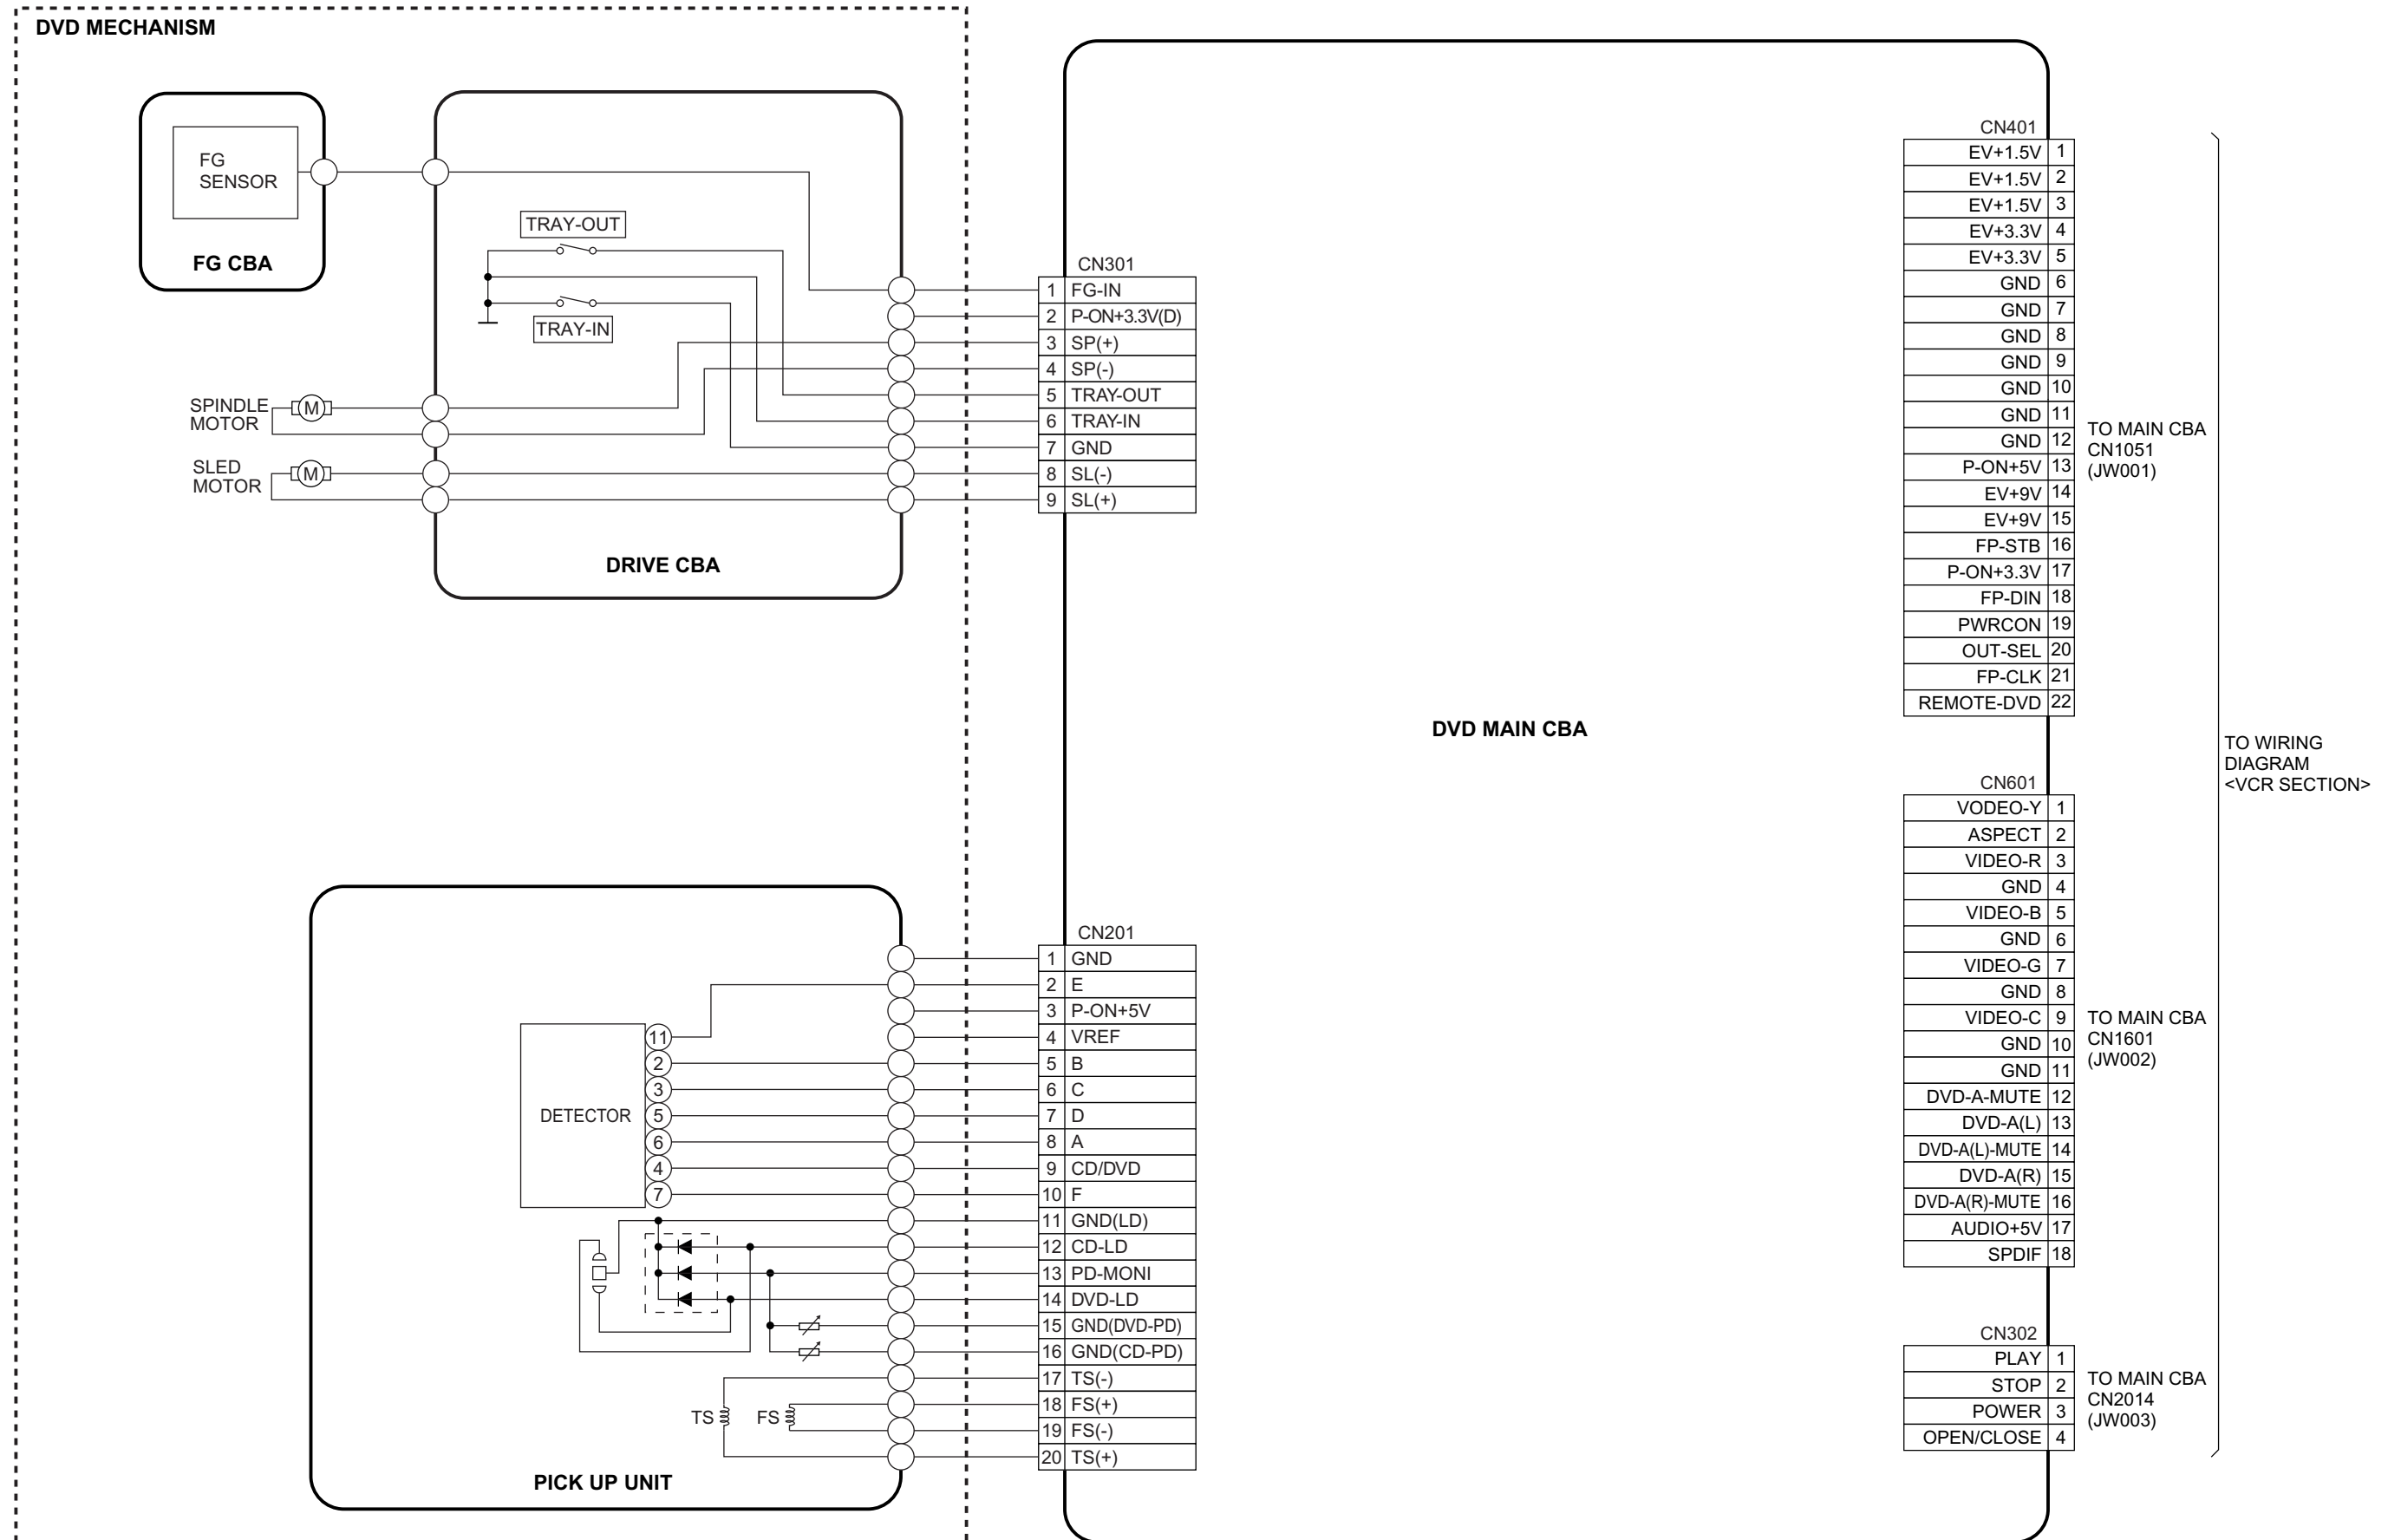 DVD MECHANISM
FG
SENSOR
FG CBA
TRAY-OUT
TRAY-IN
SPINDLE
MOTOR
M
SLED
MOTOR
M
DRIVE CBA
CN301
1 FG-IN
2 P-ON+3.3V(D)
3 SP(+)
4 SP(-)
5 TRAY-OUT
6 TRAY-IN
7 GND
8 SL(-)
9 SL(+)
DETECTOR
11
2
3
5
6
4
7
TS
FS
PICK UP UNIT
CN201
1 GND
2 E
3 P-ON+5V
4 VREF
5 B
6 C
7 D
8 A
9 CD/DVD
10 F
11 GND(LD)
12 CD-LD
13 PD-MONI
14 DVD-LD
15 GND(DVD-PD)
16 GND(CD-PD)
17 TS(-)
18 FS(+)
19 FS(-)
20 TS(+)
DVD MAIN CBA
CN401
EV+1.5V 1
EV+1.5V 2
EV+1.5V 3
EV+3.3V 4
EV+3.3V 5
GND 6
GND 7
GND 8
GND 9
GND 10
GND 11
GND 12
P-ON+5V 13
EV+9V 14
EV+9V 15
FP-STB 16
P-ON+3.3V 17
FP-DIN 18
PWRCON 19
OUT-SEL 20
FP-CLK 21
REMOTE-DVD 22
TO MAIN CBA
CN1051
(JW001)
CN601
VODEO-Y 1
ASPECT 2
VIDEO-R 3
GND 4
VIDEO-B 5
GND 6
VIDEO-G 7
GND 8
VIDEO-C 9
GND 10
GND 11
DVD-A-MUTE 12
DVD-A(L) 13
DVD-A(L)-MUTE 14
DVD-A(R) 15
DVD-A(R)-MUTE 16
AUDIO+5V 17
SPDIF 18
TO MAIN CBA
CN1601
(JW002)
CN302
PLAY 1
STOP 2
POWER 3
OPEN/CLOSE 4
TO MAIN CBA
CN2014
(JW003)
TO WIRING
DIAGRAM
<VCR SECTION>